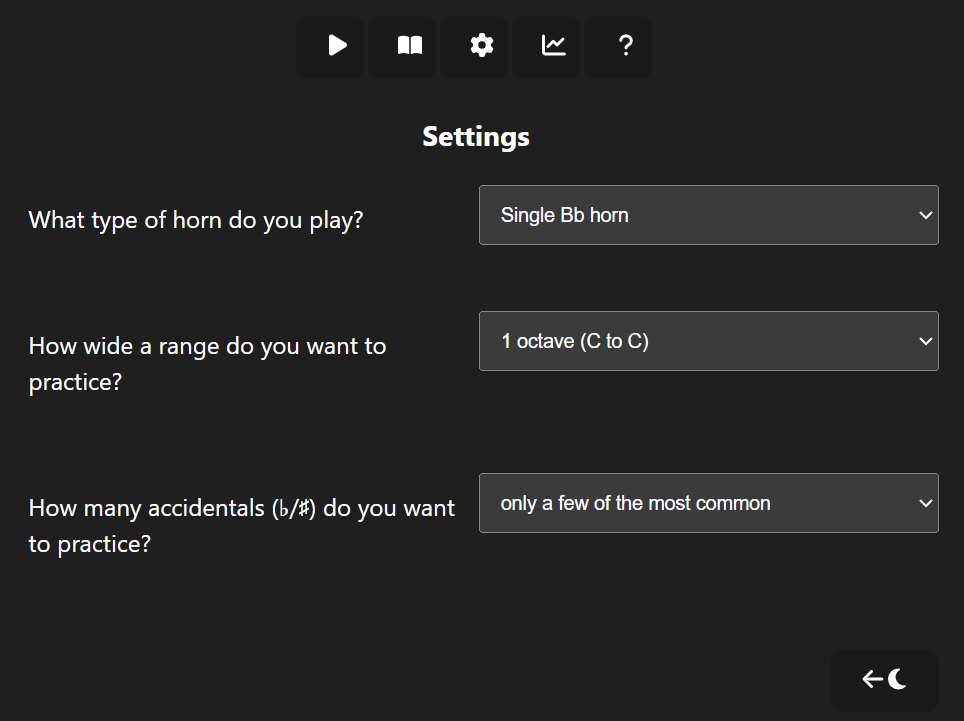 ?
Settings
What type of horn do you play?
Single Bb horn
How wide a range do you want to
practice?
1 octave (C to C)
How many accidentals (♭/♯) do you want
to practice?
only a few of the most common